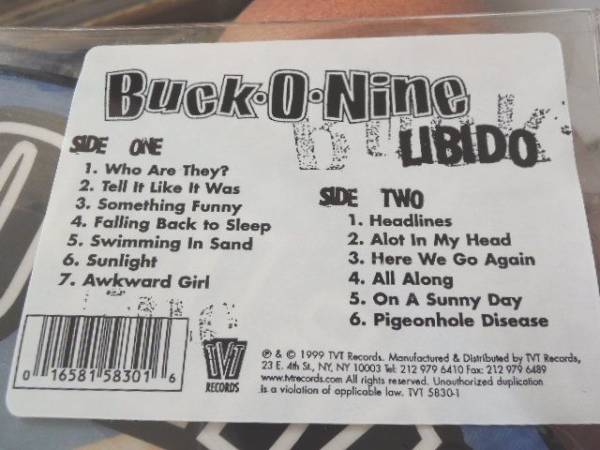 Buck•O•Nine
LIBIDO
SIDE ONE
1. Who Are They?
2. Tell It Like It Was
3. Something Funny
4. Falling Back to Sleep
5. Swimming In Sand
6. Sunlight
7. Awkward Girl
SIDE TWO
1. Headlines
2. Alot In My Head
3. Here We Go Again
4. All Along
5. On A Sunny Day
6. Pigeonhole Disease
0 16581 58301 6
TVT
RECORDS
℗ & © 1999 TVT Records. Manufactured & Distributed by TVT Records,
23 E. 4th St., NY, NY 10003 Tel: 212 979 6410 Fax: 212 979 6489
www.tvtrecords.com All rights reserved. Unauthorized duplication
is a violation of applicable law. TVT 5830-1